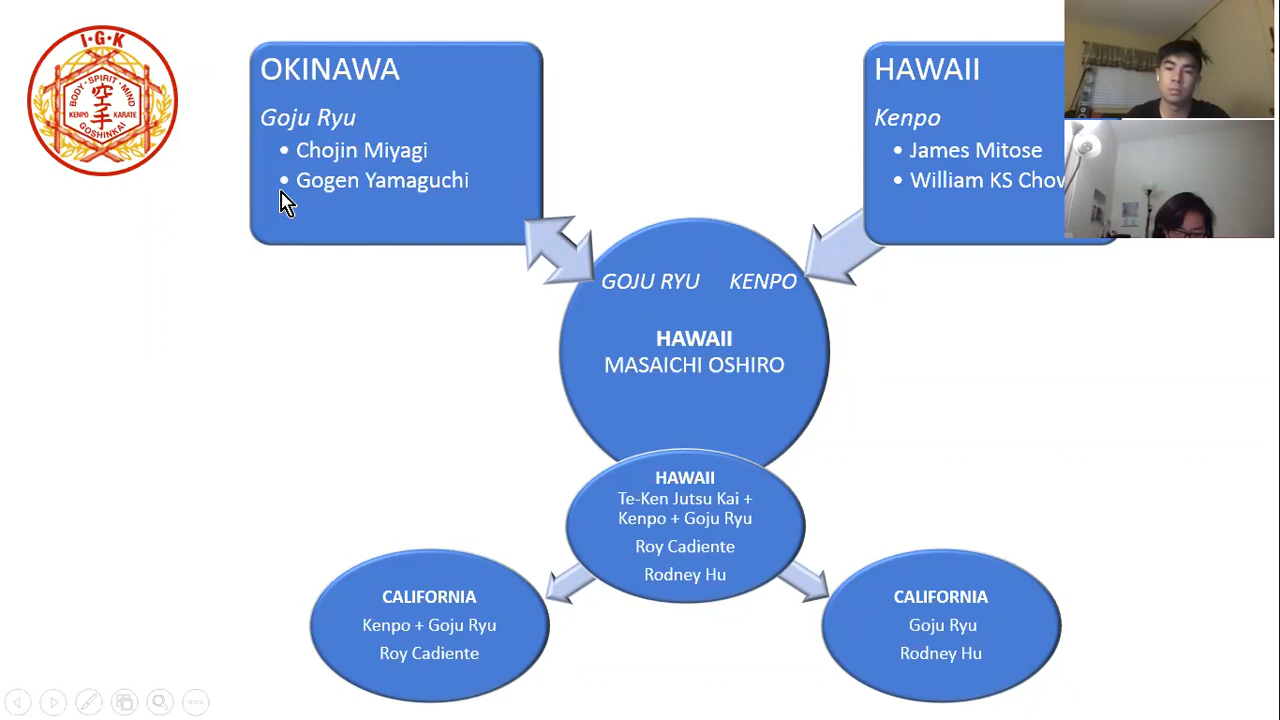 I·G·K
BODY·SPIRIT·MIND
空手
KENPO KARATE
GOSHINKAI
OKINAWA
Goju Ryu
• Chojin Miyagi
• Gogen Yamaguchi
HAWAII
Kenpo
• James Mitose
• William KS Chow
GOJU RYU KENPO
HAWAII
MASAICHI OSHIRO
HAWAII
Te-Ken Jutsu Kai +
Kenpo + Goju Ryu
Roy Cadiente
Rodney Hu
CALIFORNIA
Kenpo + Goju Ryu
Roy Cadiente
CALIFORNIA
Goju Ryu
Rodney Hu